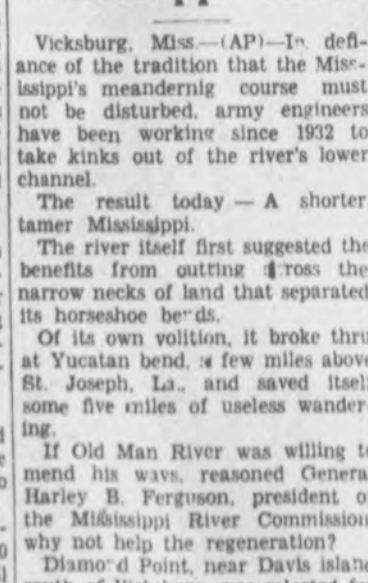 Vicksburg, Miss.—(AP)—In defi-
ance of the tradition that the Miss-
issippi's meandernig course must
not be disturbed, army engineers
have been working since 1932 to
take kinks out of the river's lower
channel.
The result today — A shorter
tamer Mississippi.
The river itself first suggested the
benefits from outting across the
narrow necks of land that separated
its horseshoe bends.
Of its own volition, it broke thru
at Yucatan bend, a few miles above
St. Joseph, La., and saved itself
some five miles of useless wander-
ing.
If Old Man River was willing to
mend his ways, reasoned Genera
Harley B. Ferguson, president o
the Mississippi River Commission
why not help the regeneration?
Diamond Point, near Davis island
south of Vicksburg